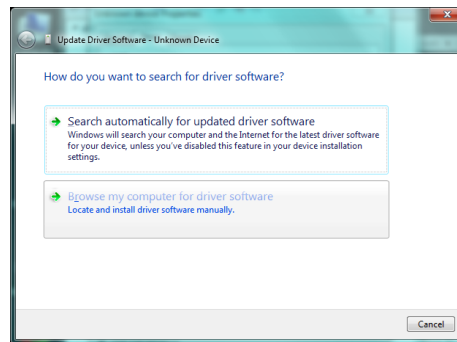 Update Driver Software - Unknown Device
How do you want to search for driver software?
Search automatically for updated driver software
Windows will search your computer and the Internet for the latest driver software
for your device, unless you've disabled this feature in your device installation
settings.
Browse my computer for driver software
Locate and install driver software manually.
Cancel